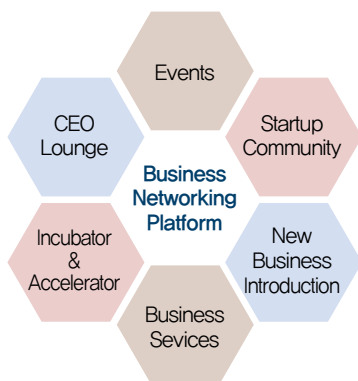 Events
CEO
Lounge
Startup
Community
Business
Networking
Platform
Incubator
&
Accelerator
New
Business
Introduction
Business
Sevices